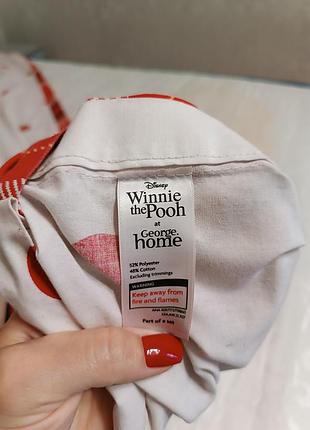 Disney
Winnie
the Pooh
at
George.
home
52% Polyester
48% Cotton
Excluding trimmings
WARNING
Keep away from
fire and flames
Part of a set